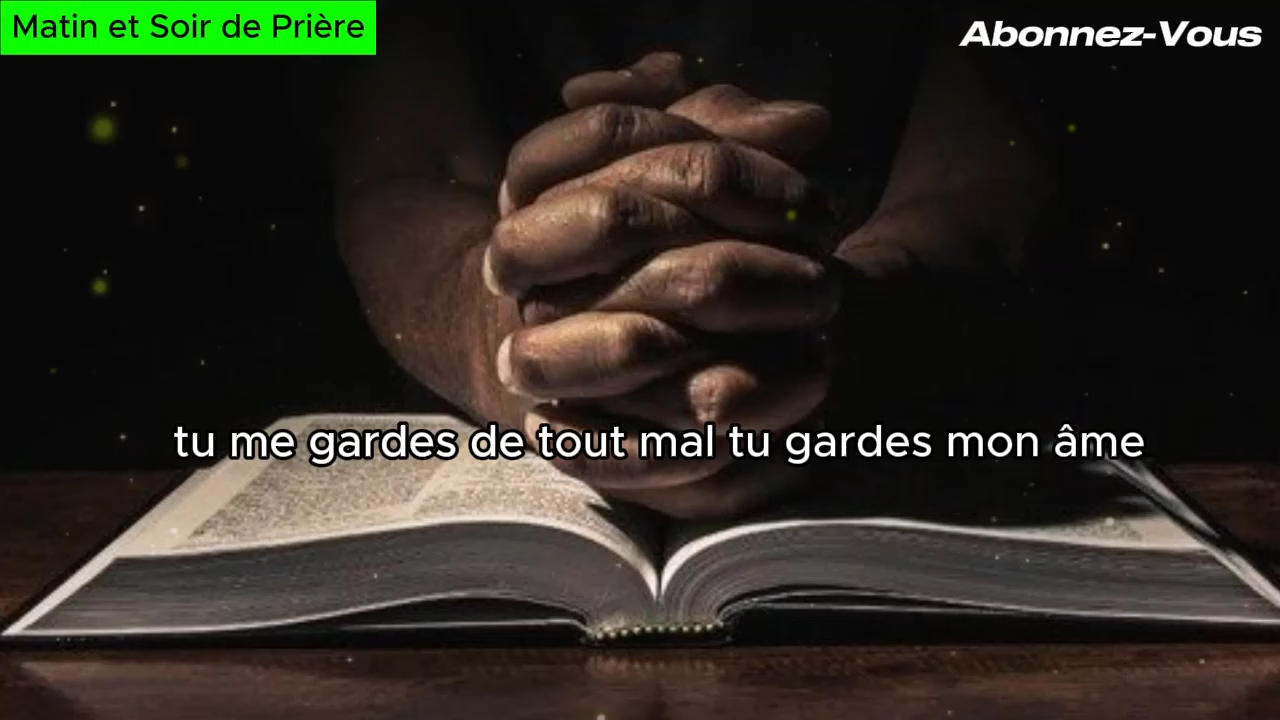 Matin et Soir de Prière
Abonnez-Vous
tu me gardes de tout mal tu gardes mon âme